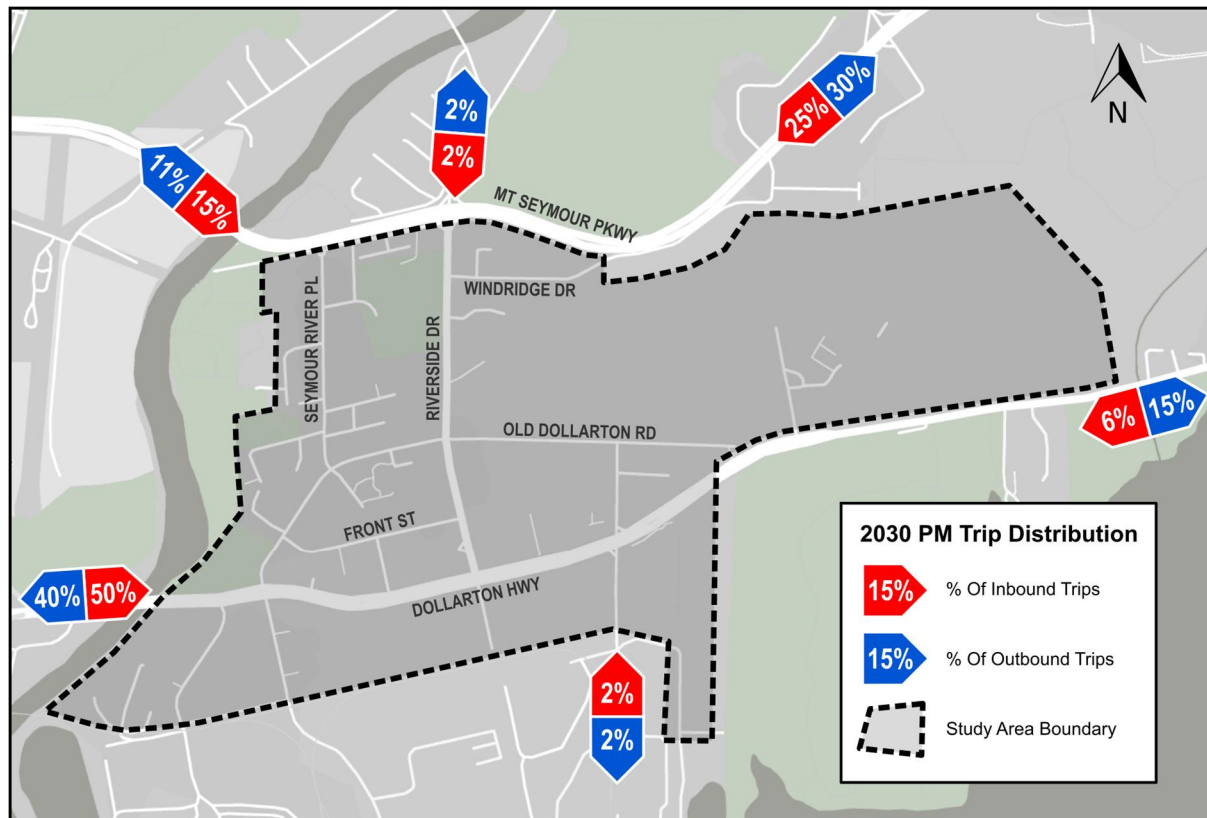 2%
30%
25%
N
11%
15%
2%
MT SEYMOUR PKWY
WINDRIDGE DR
SEYMOUR RIVER PL
RIVERSIDE DR
6%
15%
OLD DOLLARTON RD
FRONT ST
40%
50%
DOLLARTON HWY
2%
2%
2030 PM Trip Distribution
15%
% Of Inbound Trips
15%
% Of Outbound Trips
Study Area Boundary